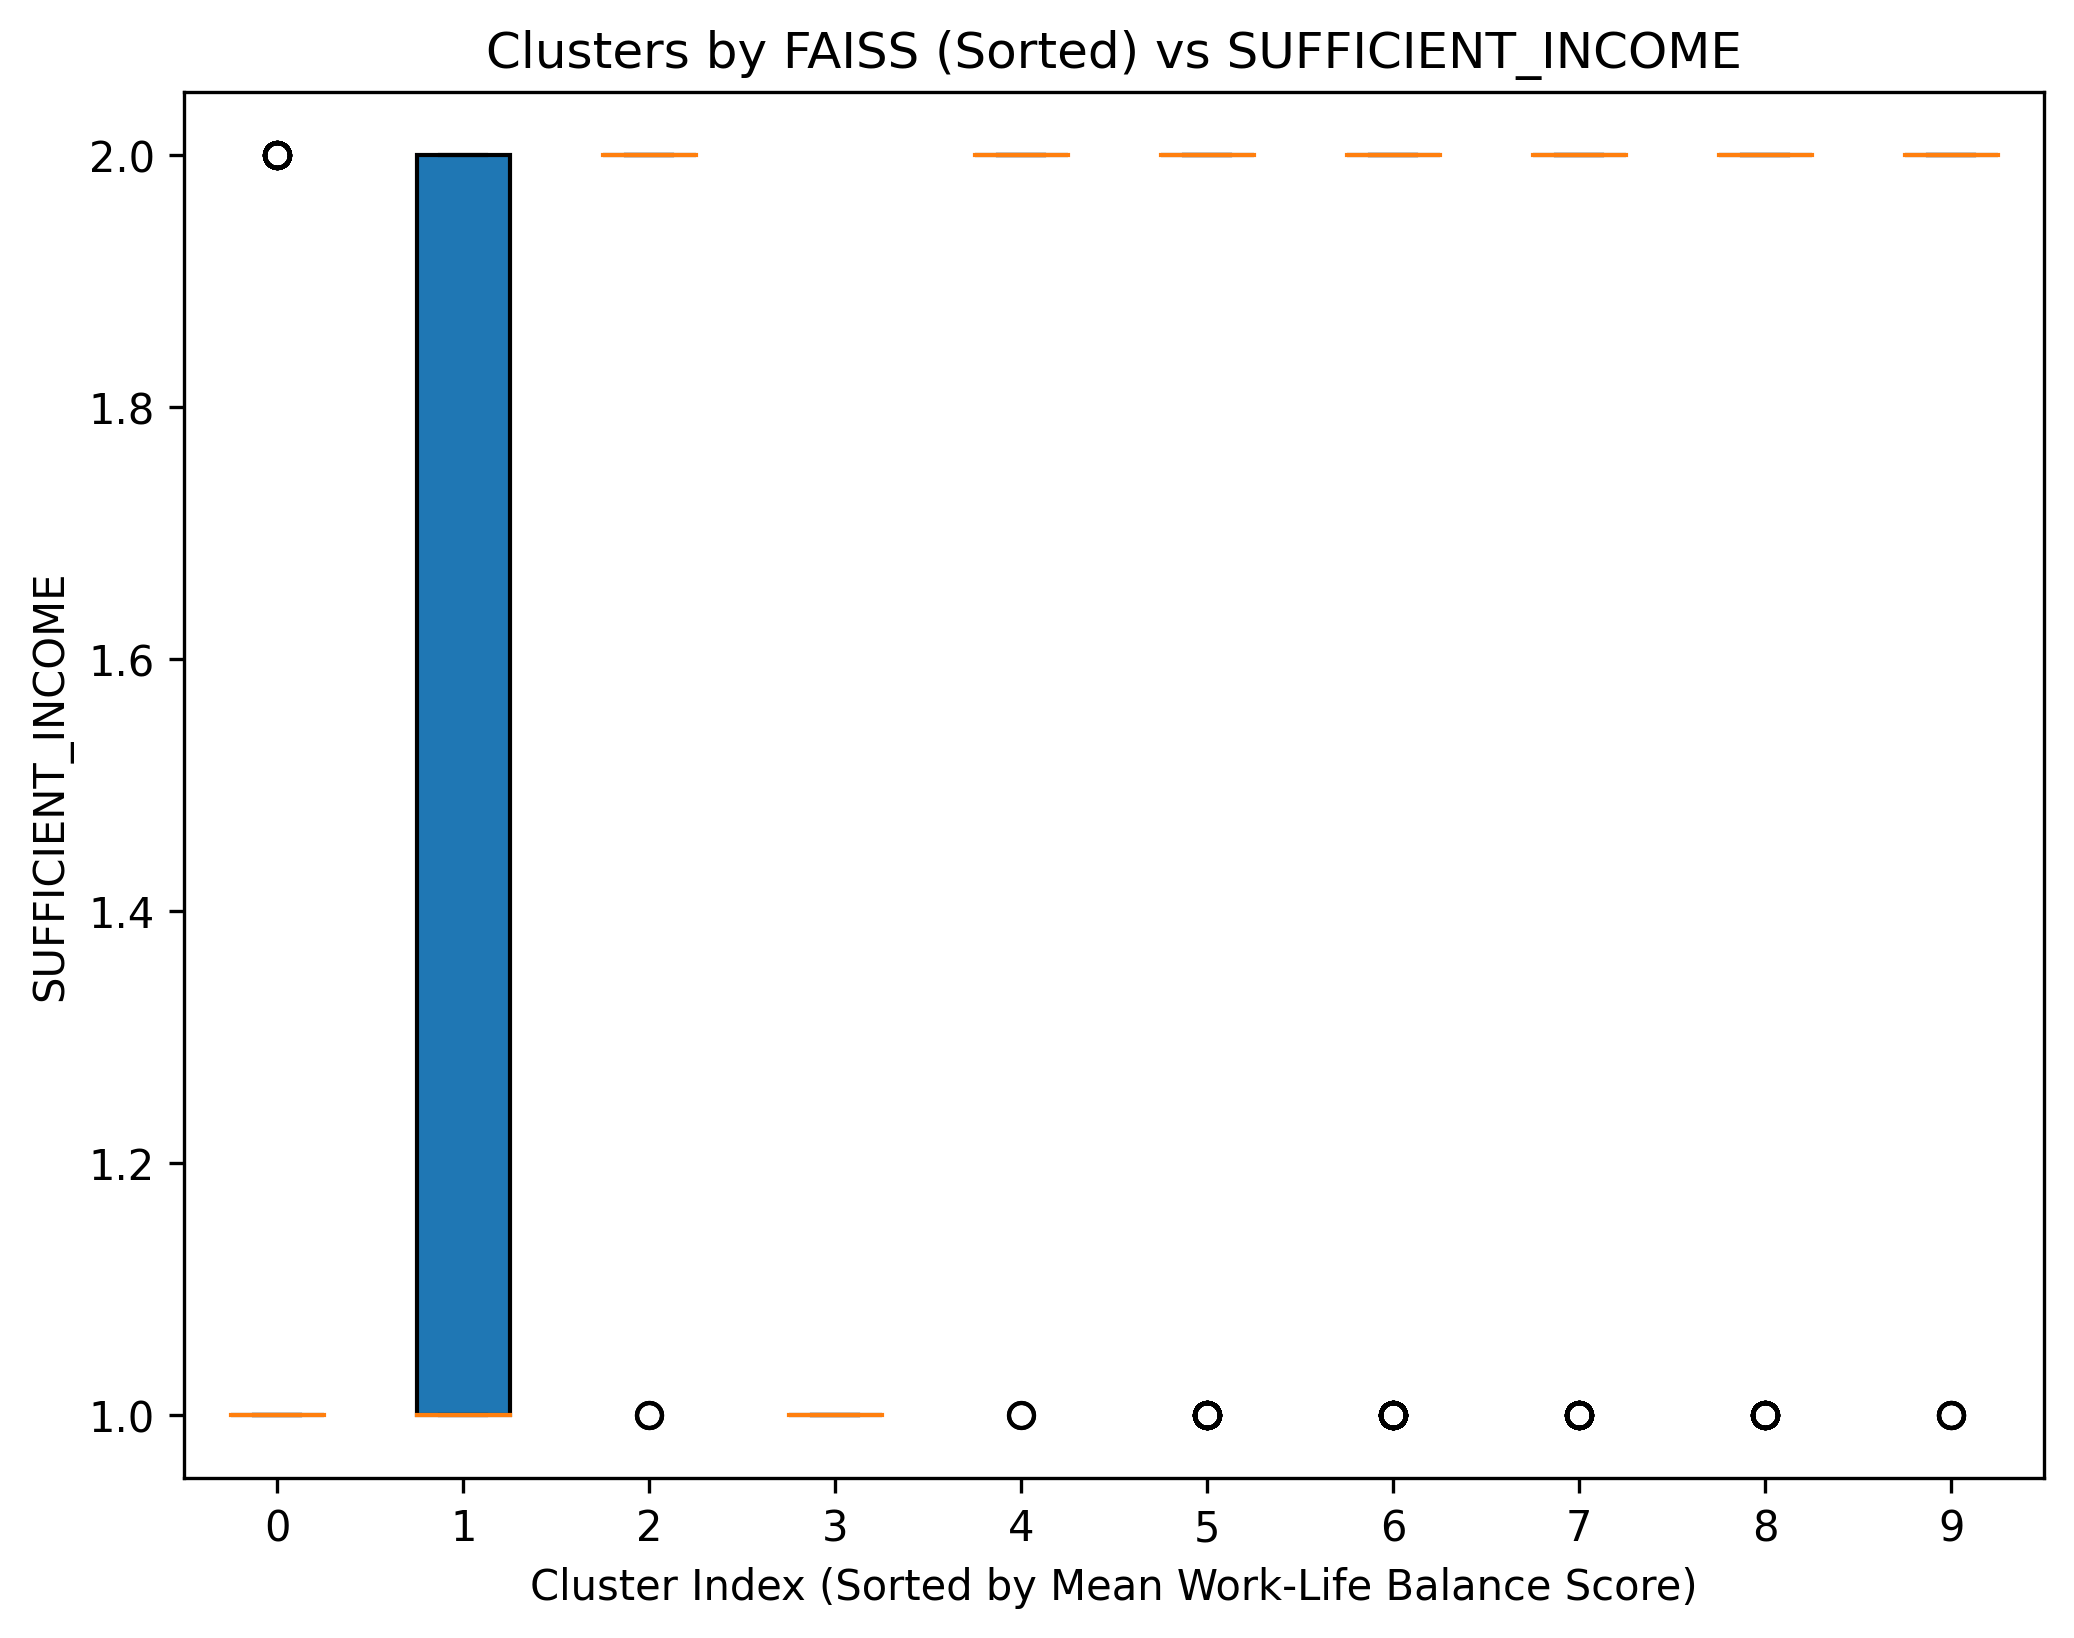 Clusters by FAISS (Sorted) vs SUFFICIENT_INCOME
SUFFICIENT_INCOME
2.0
1.8
1.6
1.4
1.2
1.0
0 1 2 3 4 5 6 7 8 9
Cluster Index (Sorted by Mean Work-Life Balance Score)